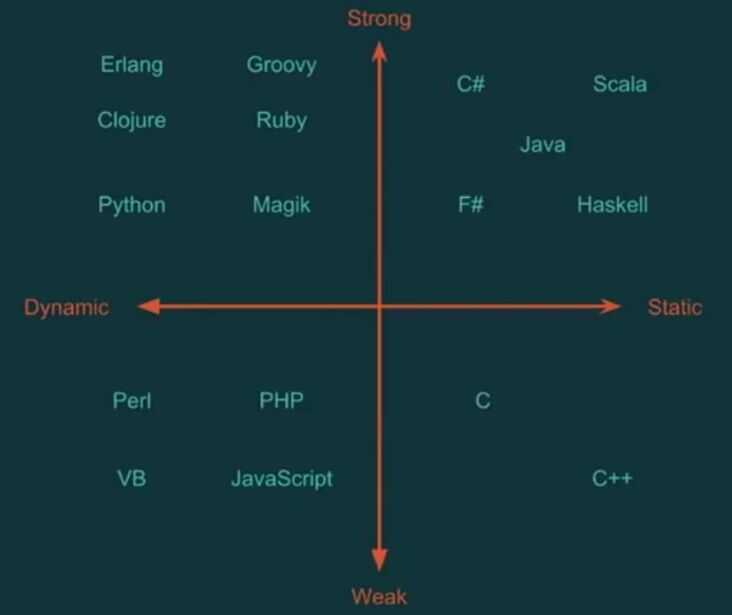 Strong
Erlang Groovy
C# Scala
Clojure Ruby
Java
Python Magik F# Haskell
Dynamic Static
Perl PHP C
VB JavaScript C++
Weak